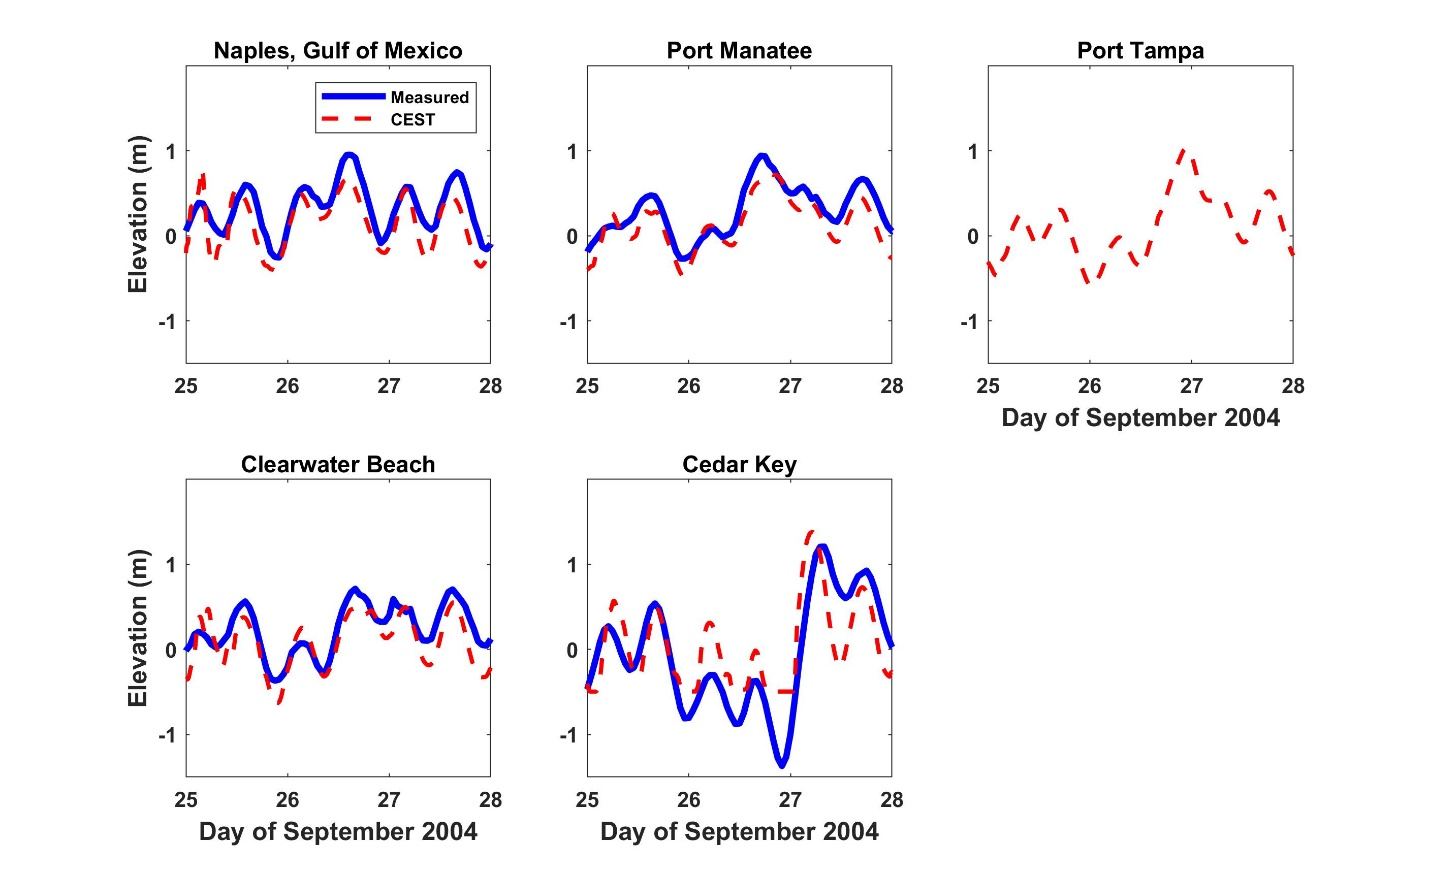 Naples, Gulf of Mexico
Measured
CEST
Elevation (m)
1
0
-1
25 26 27 28
Port Manatee
1
0
-1
25 26 27 28
Port Tampa
1
0
-1
25 26 27 28
Day of September 2004
Clearwater Beach
Elevation (m)
1
0
-1
25 26 27 28
Day of September 2004
Cedar Key
1
0
-1
25 26 27 28
Day of September 2004